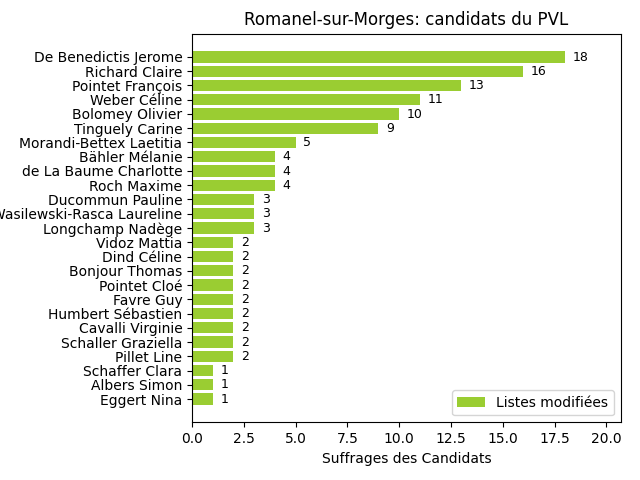 Romanel-sur-Morges: candidats du PVL
De Benedictis Jerome 18
Richard Claire 16
Pointet François 13
Weber Céline 11
Bolomey Olivier 10
Tinguely Carine 9
Morandi-Bettex Laetitia 5
Bähler Mélanie 4
de La Baume Charlotte 4
Roch Maxime 4
Ducommun Pauline 3
Wasilewski-Rasca Laureline 3
Longchamp Nadège 3
Vidoz Mattia 2
Dind Céline 2
Bonjour Thomas 2
Pointet Cloé 2
Favre Guy 2
Humbert Sébastien 2
Cavalli Virginie 2
Schaller Graziella 2
Pillet Line 2
Schaffer Clara 1
Albers Simon 1
Eggert Nina 1
Listes modifiées
0.0 2.5 5.0 7.5 10.0 12.5 15.0 17.5 20.0
Suffrages des Candidats